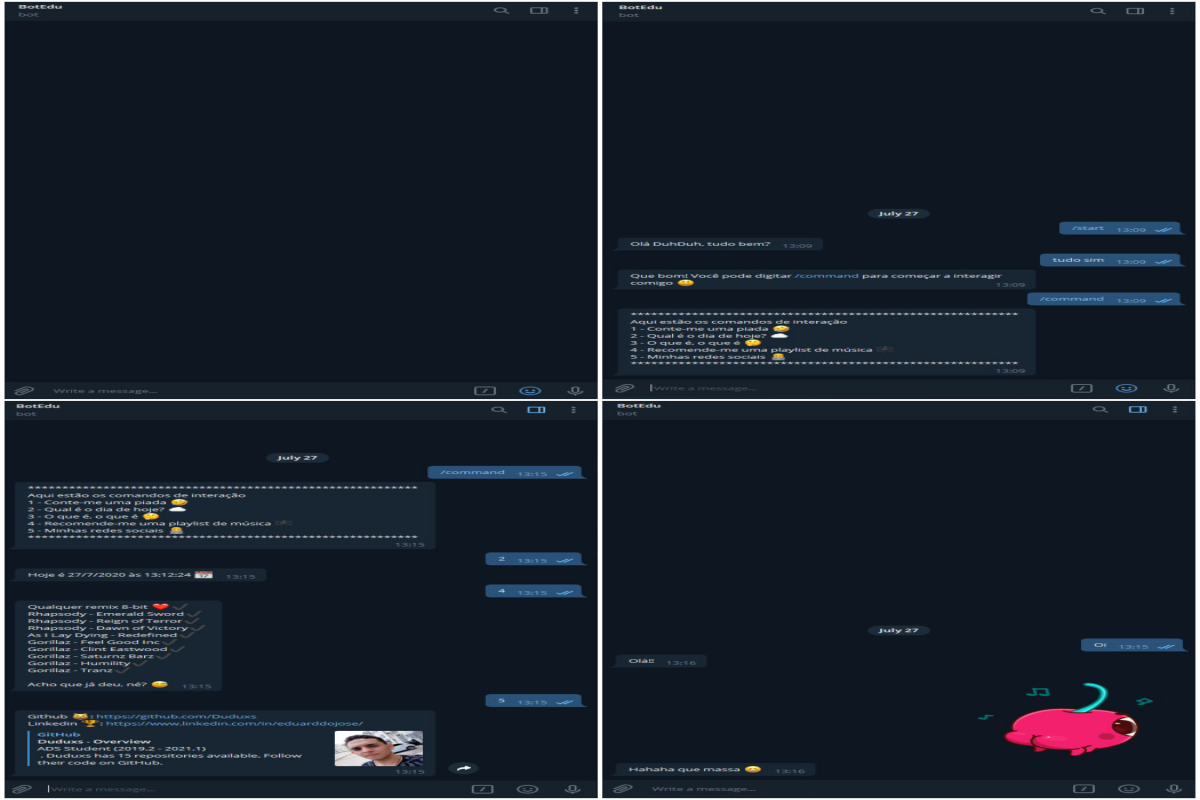 BotEdu
bot
Write a message...
BotEdu
bot
July 27
/start 13:09
Olá DuhDuh, tudo bem? 13:09
tudo sim 13:09
Que bom! Você pode digitar /command para começar a interagir
comigo 13:09
/command 13:09
**********************************************************************
Aqui estão os comandos de interação
1 - Conte-me uma piada
2 - Qual é o dia de hoje?
3 - O que é, o que é
4 - Recomende-me uma playlist de música
5 - Minhas redes sociais
**********************************************************************
13:09
Write a message...
BotEdu
bot
July 27
/command 13:15
**********************************************************************
Aqui estão os comandos de interação
1 - Conte-me uma piada
2 - Qual é o dia de hoje?
3 - O que é, o que é
4 - Recomende-me uma playlist de música
5 - Minhas redes sociais
**********************************************************************
13:15
2 13:15
Hoje é 27/7/2020 às 13:12:24 13:15
4 13:15
Qualquer remix 8-bit
Rhapsody - Emerald Sword
Rhapsody - Reign of Terror
Rhapsody - Dawn of Victory
As I Lay Dying - Redefined
Gorillaz - Feel Good Inc
Gorillaz - Clint Eastwood
Gorillaz - Saturnz Barz
Gorillaz - Humility
Gorillaz - Tranz
Acho que já deu, né? 13:15
5 13:15
Github : https://github.com/Duduxs
Linkedin : https://www.linkedin.com/in/eduarddojose/
GitHub
Duduxs - Overview
ADS Student (2019.2 - 2021.1)
. Duduxs has 15 repositories available. Follow
their code on GitHub.
13:15
Write a message...
BotEdu
bot
July 27
Oi 13:15
Olá!! 13:16
Hahaha que massa 13:16
Write a message...